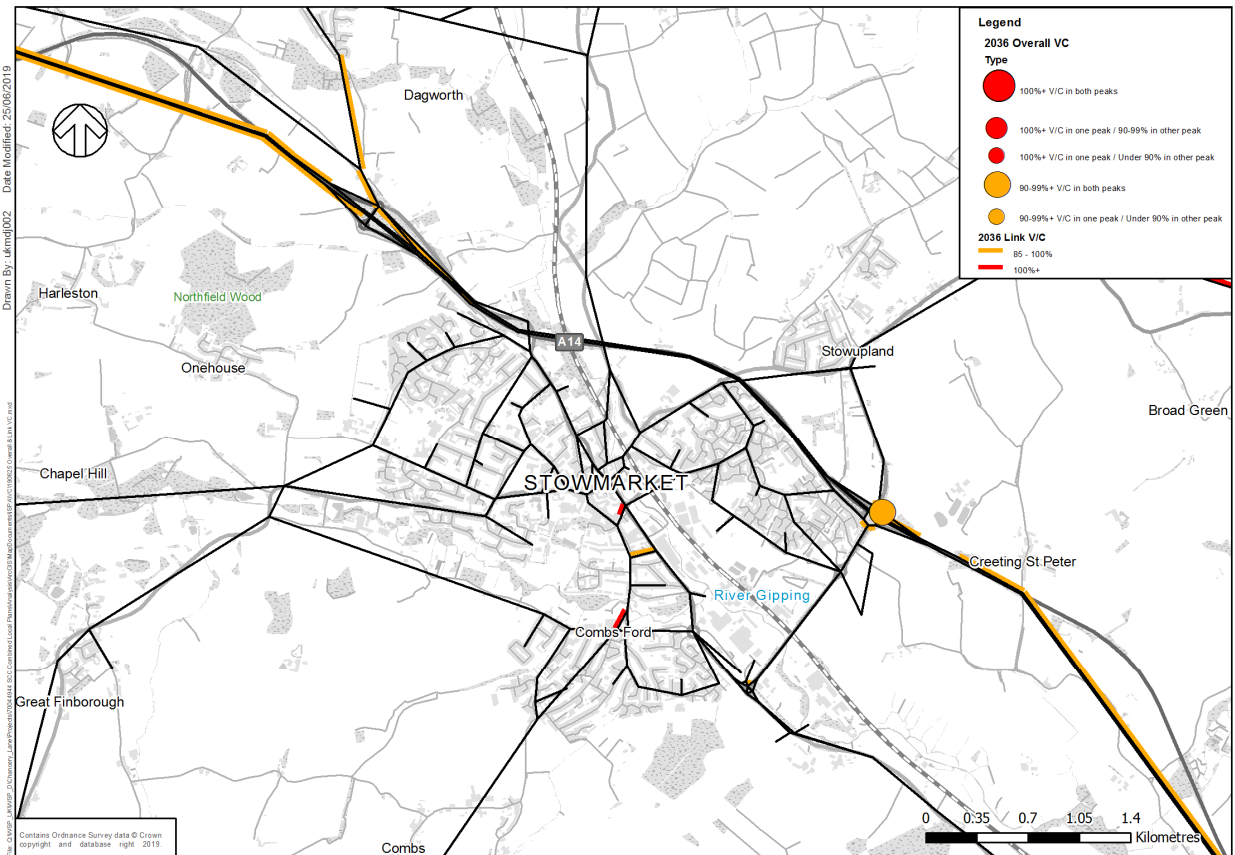 Legend
2036 Overall VC
Type
100%+ V/C in both peaks
100%+ V/C in one peak / 90-99% in other peak
100%+ V/C in one peak / Under 90% in other peak
90-99%+ V/C in both peaks
90-99%+ V/C in one peak / Under 90% in other peak
2036 Link V/C
85 - 100%
100%+
Date Modified: 25/06/2019
Drawn By: ukmgj002
Dagworth
Harleston
Northfield Wood
A14
Onehouse
Stowupland
Broad Green
Chapel Hill
STOWMARKET
Creeting St Peter
River Gipping
Combs Ford
Great Finborough
Combs
0 0.35 0.7 1.05 1.4
Kilometres
Contains Ordnance Survey data © Crown
copyright and database right 2019.